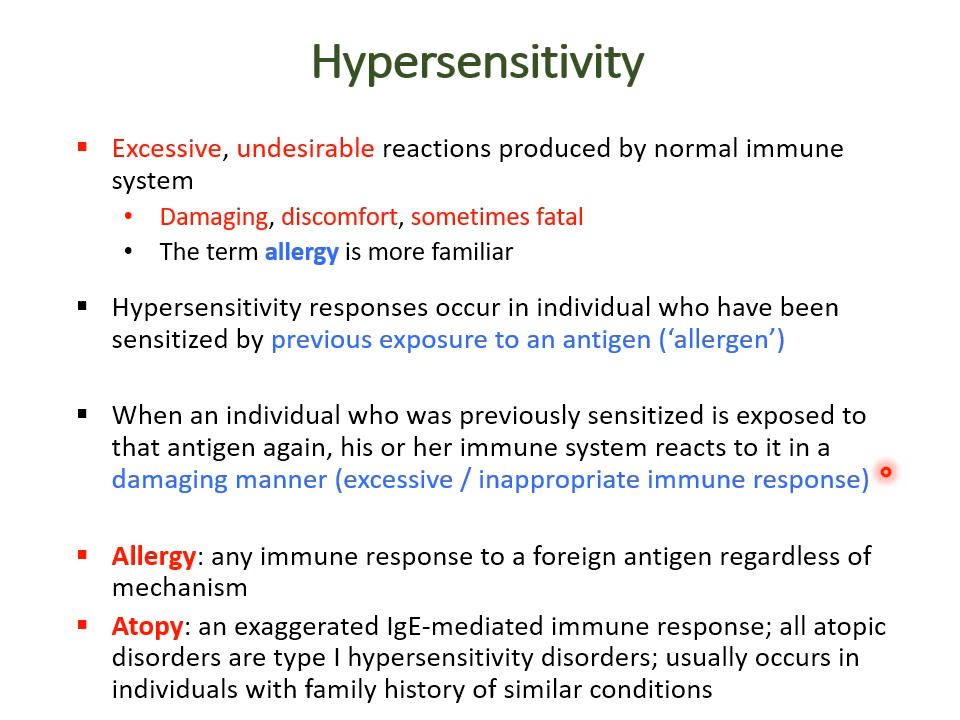 Hypersensitivity
▪ Excessive, undesirable reactions produced by normal immune
system
• Damaging, discomfort, sometimes fatal
• The term allergy is more familiar
▪ Hypersensitivity responses occur in individual who have been
sensitized by previous exposure to an antigen (‘allergen’)
▪ When an individual who was previously sensitized is exposed to
that antigen again, his or her immune system reacts to it in a
damaging manner (excessive / inappropriate immune response)
▪ Allergy: any immune response to a foreign antigen regardless of
mechanism
▪ Atopy: an exaggerated IgE-mediated immune response; all atopic
disorders are type I hypersensitivity disorders; usually occurs in
individuals with family history of similar conditions